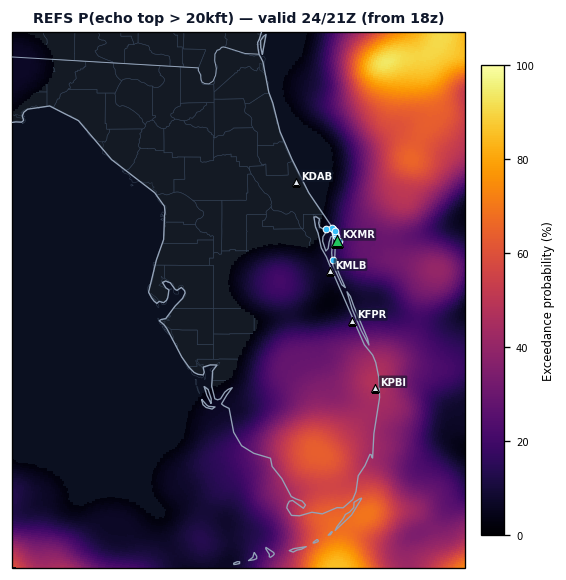 REFS P(echo top > 20kft) — valid 24/21Z (from 18z)
KDAB
KXMR
KMLB
KFPR
KPBI
100
80
60
40
20
0
Exceedance probability (%)